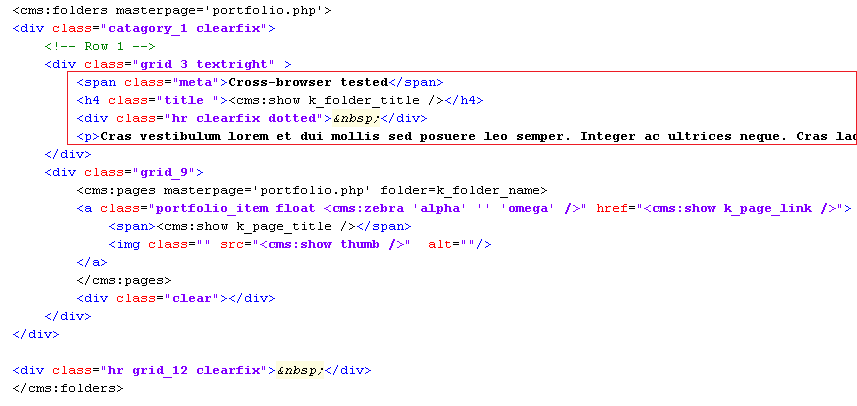 <cms:folders masterpage='portfolio.php'>
<div class="catagory_1 clearfix">
<!-- Row 1 -->
<div class="grid_3 textright" >
<span class="meta">Cross-browser tested</span>
<h4 class="title "><cms:show k_folder_title /></h4>
<div class="hr clearfix dotted">&nbsp;</div>
<p>Cras vestibulum lorem et dui mollis sed posuere leo semper. Integer ac ultrices neque. Cras lac
</div>
<div class="grid_9">
<cms:pages masterpage='portfolio.php' folder=k_folder_name>
<a class="portfolio_item float <cms:zebra 'alpha' '' 'omega' />" href="<cms:show k_page_link />">
<span><cms:show k_page_title /></span>
<img class="" src="<cms:show thumb />"  alt=""/>
</a>
</cms:pages>
<div class="clear"></div>
</div>
</div>
<div class="hr grid_12 clearfix">&nbsp;</div>
</cms:folders>